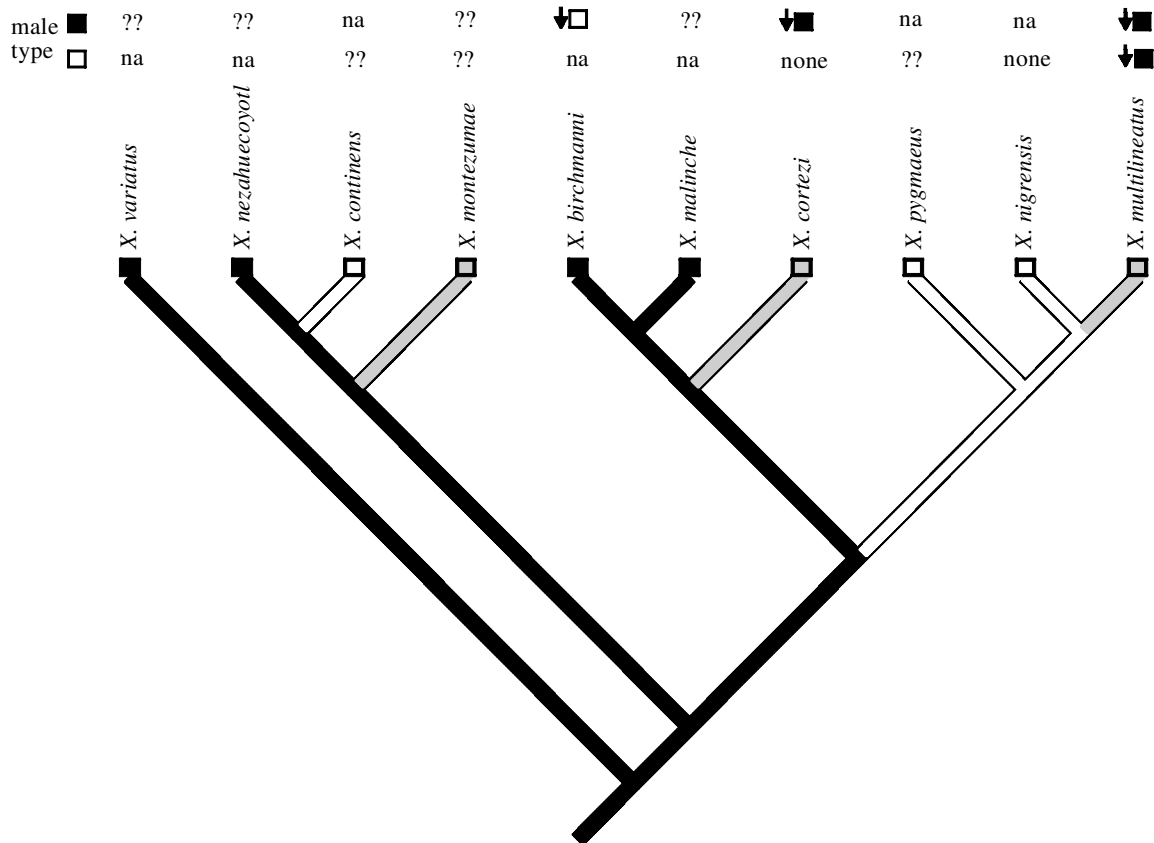 male ?? ?? na ?? ?? na na
type na na ?? ?? na na none ?? none
X. variatus
X. nezahuecoyotl
X. continens
X. montezumae
X. birchmanni
X. malinche
X. cortezi
X. pygmaeus
X. nigrensis
X. multilineatus